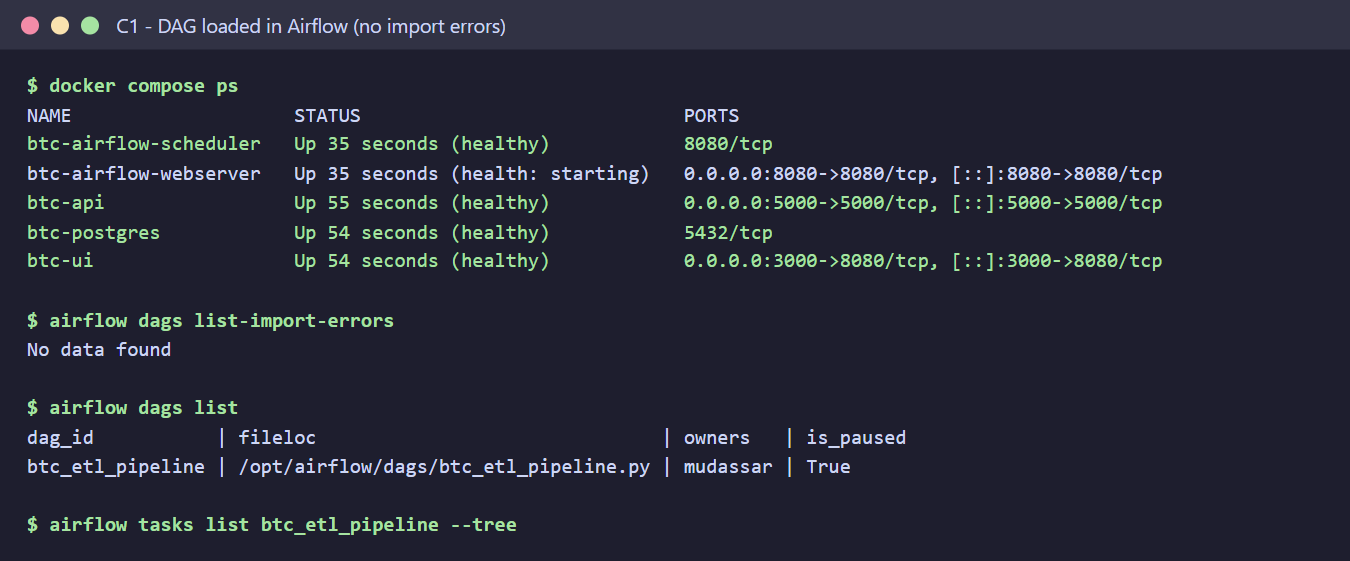 C1 - DAG loaded in Airflow (no import errors)
$ docker compose ps
NAME                    STATUS                             PORTS
btc-airflow-scheduler   Up 35 seconds (healthy)            8080/tcp
btc-airflow-webserver   Up 35 seconds (health: starting)   0.0.0.0:8080->8080/tcp, [::]:8080->8080/tcp
btc-api                 Up 55 seconds (healthy)            0.0.0.0:5000->5000/tcp, [::]:5000->5000/tcp
btc-postgres            Up 54 seconds (healthy)            5432/tcp
btc-ui                  Up 54 seconds (healthy)            0.0.0.0:3000->8080/tcp, [::]:3000->8080/tcp
$ airflow dags list-import-errors
No data found
$ airflow dags list
dag_id           | fileloc                               | owners   | is_paused
btc_etl_pipeline | /opt/airflow/dags/btc_etl_pipeline.py | mudassar | True
$ airflow tasks list btc_etl_pipeline --tree